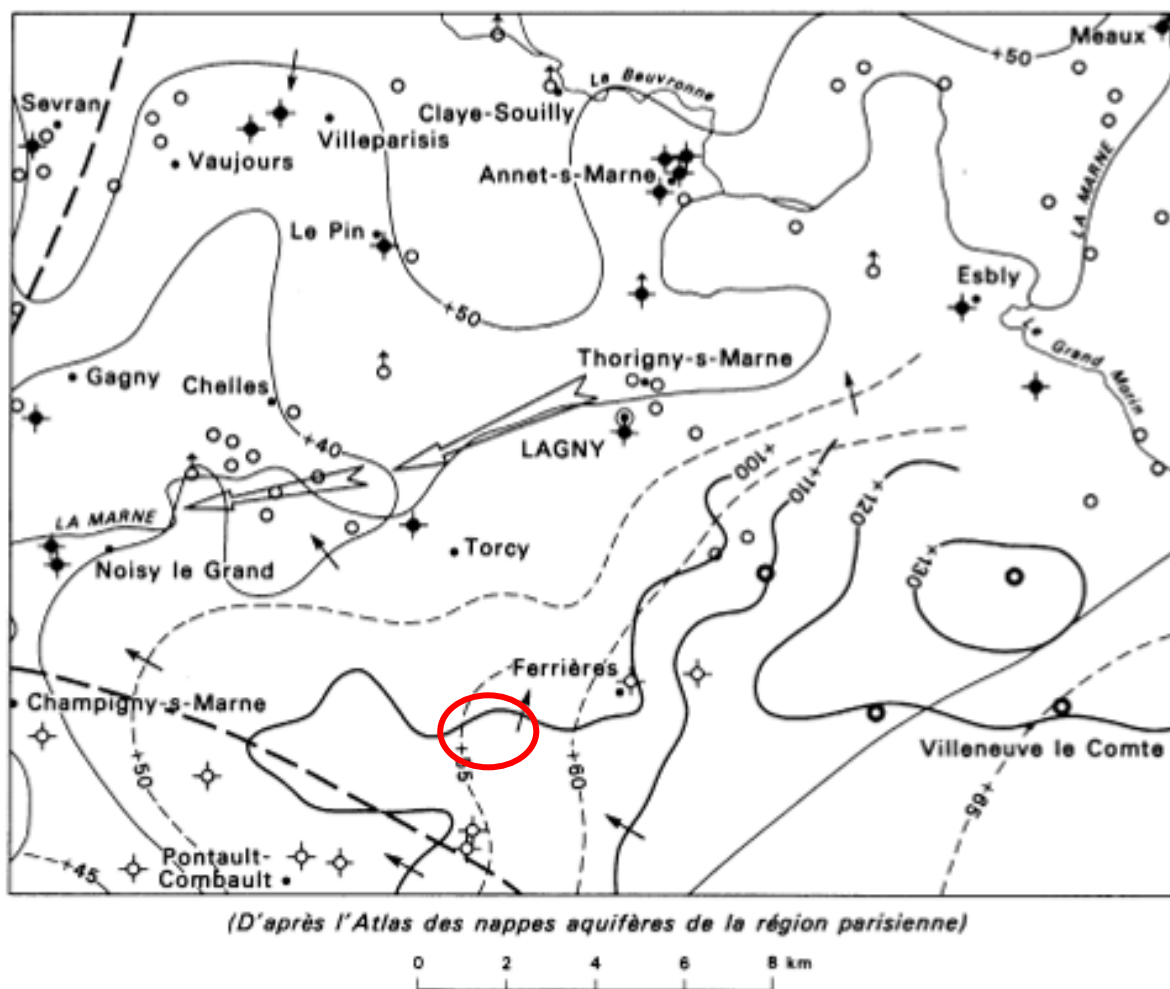 Meaux
+50
La Beuvronne
Sevran
Claye-Souilly
Villeparisis
Vaujours
Annet-s-Marne
LA MARNE
Le Pin
Esbly
+50
Le Grand Morin
Thorigny-s-Marne
Gagny
Chelles
+40
LAGNY
+100
+110
+120
LA MARNE
Noisy le Grand
Torcy
+130
Ferrières
Champigny-s-Marne
Villeneuve le Comte
+50
+55
+60
+65
+45
Pontault-
Combault
(D'après l'Atlas des nappes aquifères de la région parisienne)
0 2 4 6 8 km